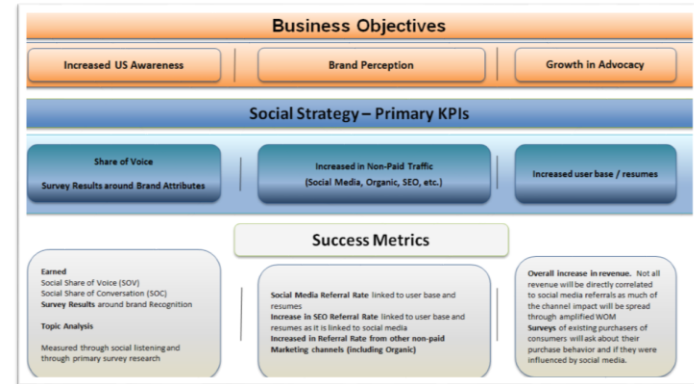 Business Objectives
Increased US Awareness
Brand Perception
Growth in Advocacy
Social Strategy – Primary KPIs
Share of Voice
Survey Results around Brand Attributes
Increased in Non-Paid Traffic
(Social Media, Organic, SEO, etc.)
Increased user base / resumes
Success Metrics
Earned
Social Share of Voice (SOV)
Social Share of Conversation (SOC)
Survey Results around brand Recognition
Topic Analysis
Measured through social listening and
through primary survey research
Social Media Referral Rate linked to user base and
resumes
Increase in SEO Referral Rate linked to user base and
resumes as it is linked to social media
Increased in Referral Rate from other non-paid
Marketing channels (including Organic)
Overall increase in revenue. Not all
revenue will be directly correlated
to social media referrals as much of
the channel impact will be spread
through amplified WOM
Surveys of existing purchasers of
consumers will ask about their
purchase behavior and if they were
influenced by social media.